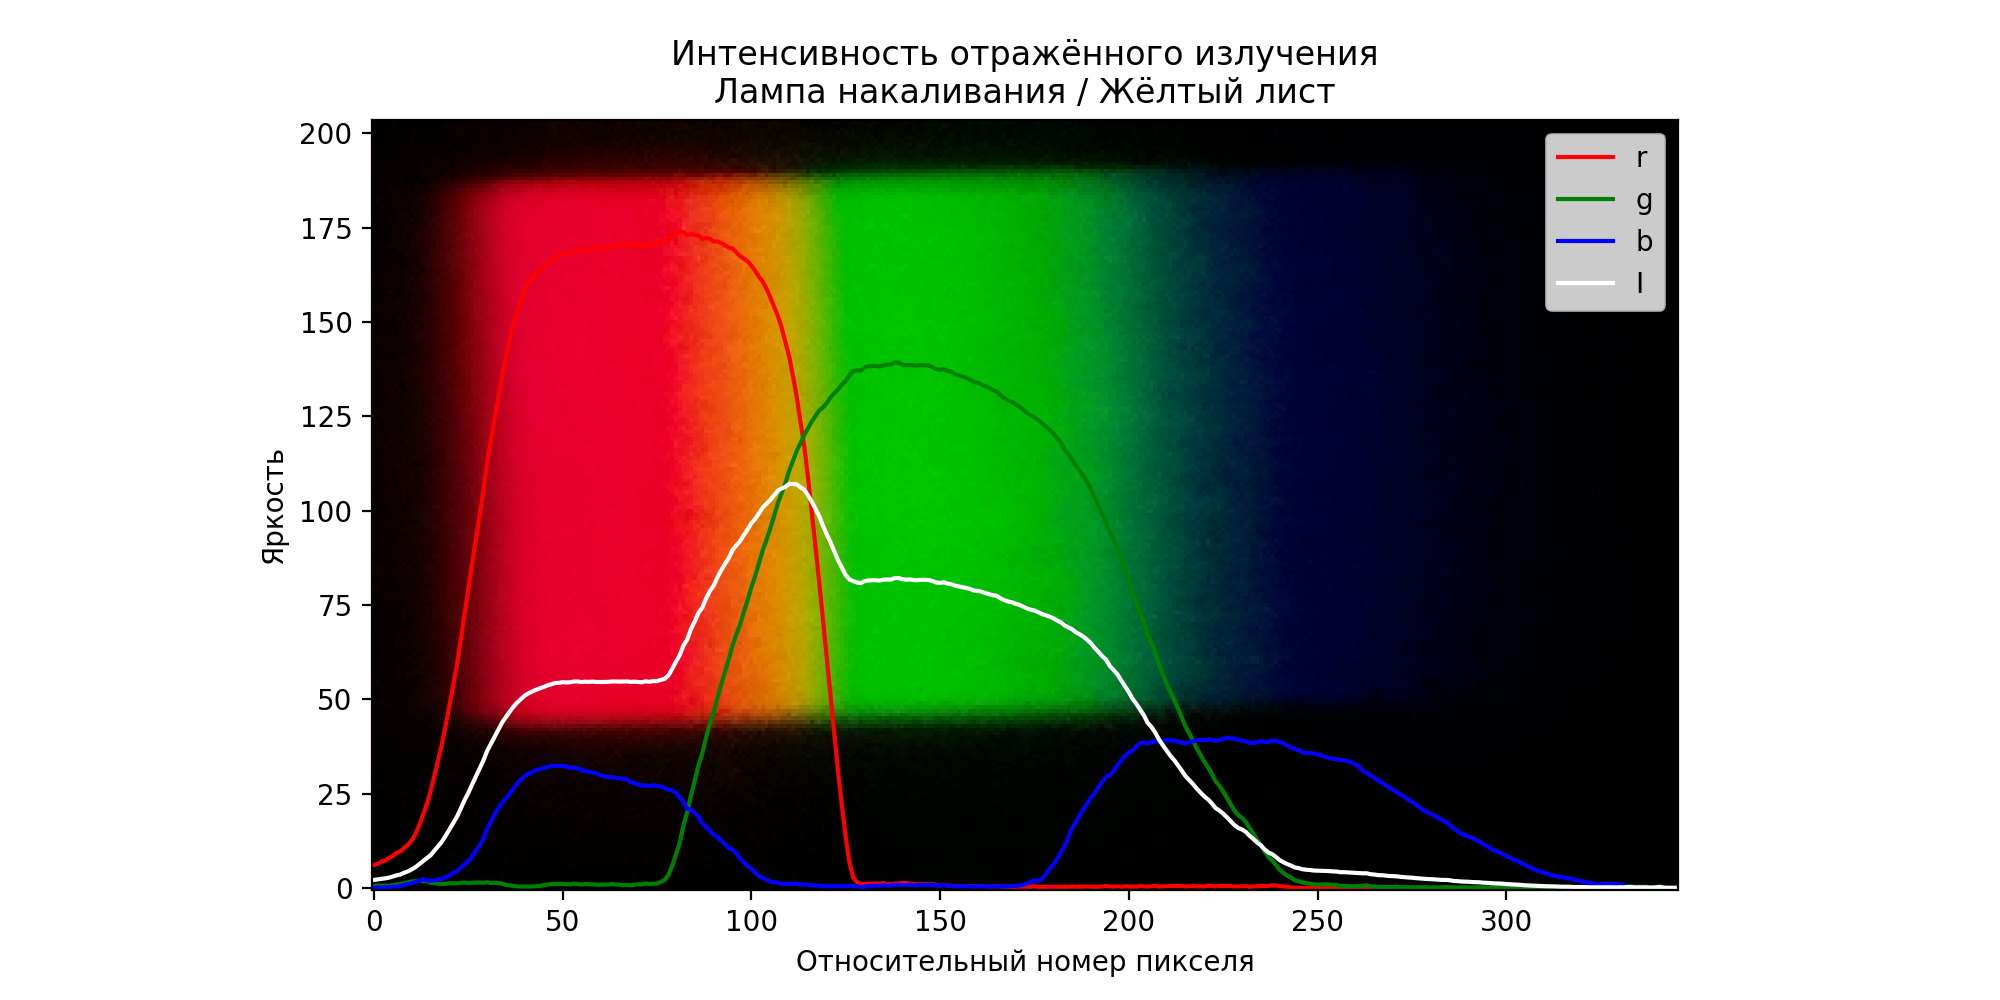 Интенсивность отражённого излучения
Лампа накаливания / Жёлтый лист
200
175
150
125
100
75
50
25
0
Яркость
r
g
b
l
0 50 100 150 200 250 300
Относительный номер пикселя